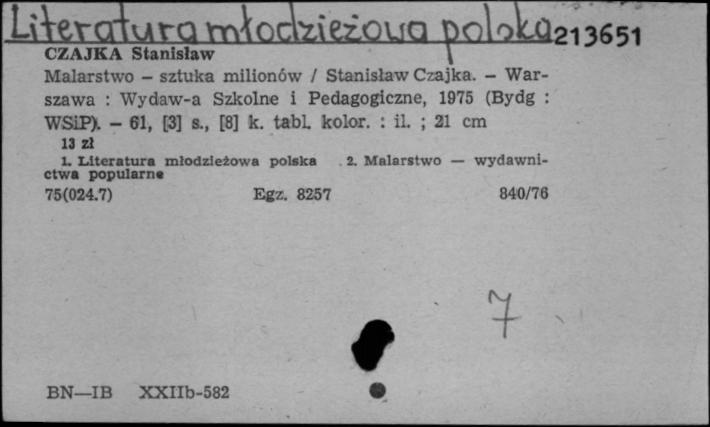 Literatura młodzieżowa polska 213651
CZAJKA Stanisław
Malarstwo – sztuka milionów / Stanisław Czajka. – War-
szawa : Wydaw-a Szkolne i Pedagogiczne, 1975 (Bydg :
WSiP). – 61, [3] s., [8] k. tabl. kolor. : il. ; 21 cm
13 zł
1. Literatura młodzieżowa polska . 2. Malarstwo — wydawni-
ctwa popularne
75(024.7) Egz. 8257 840/76
7
BN—IB XXIIb-582